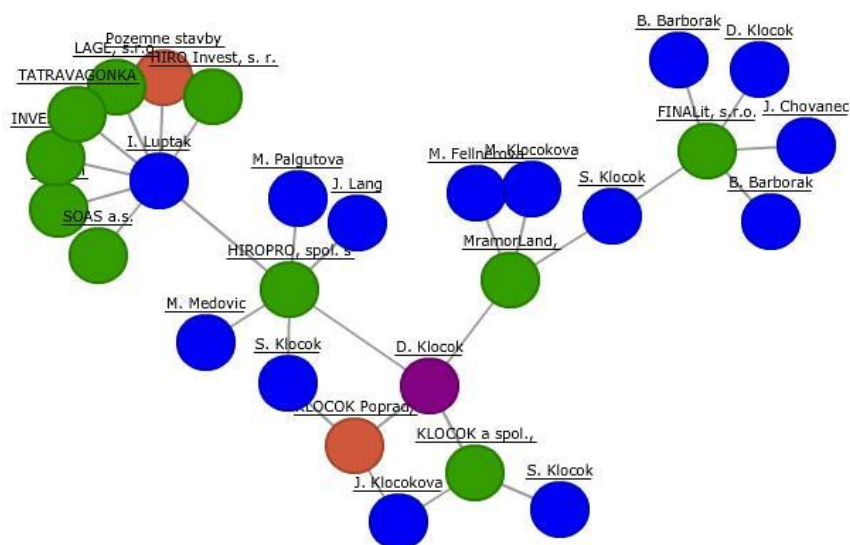 B. Barborak
D. Klocok
Pozemne stavby
LAGE, s.r.o.
HIRO Invest, s. r.
TATRAVAGONKA
J. Chovanec
FINALit, s.r.o.
I. Luptak
M. Palgutova
M. Klocokova
S. Klocok
J. Lang
B. Barborak
SOAS a.s.
HIROPRO, spol. s
MramorLand,
M. Medovic
S. Klocok
D. Klocok
KLOCOK Poprad,
KLOCOK a spol.,
J. Klocokova
S. Klocok